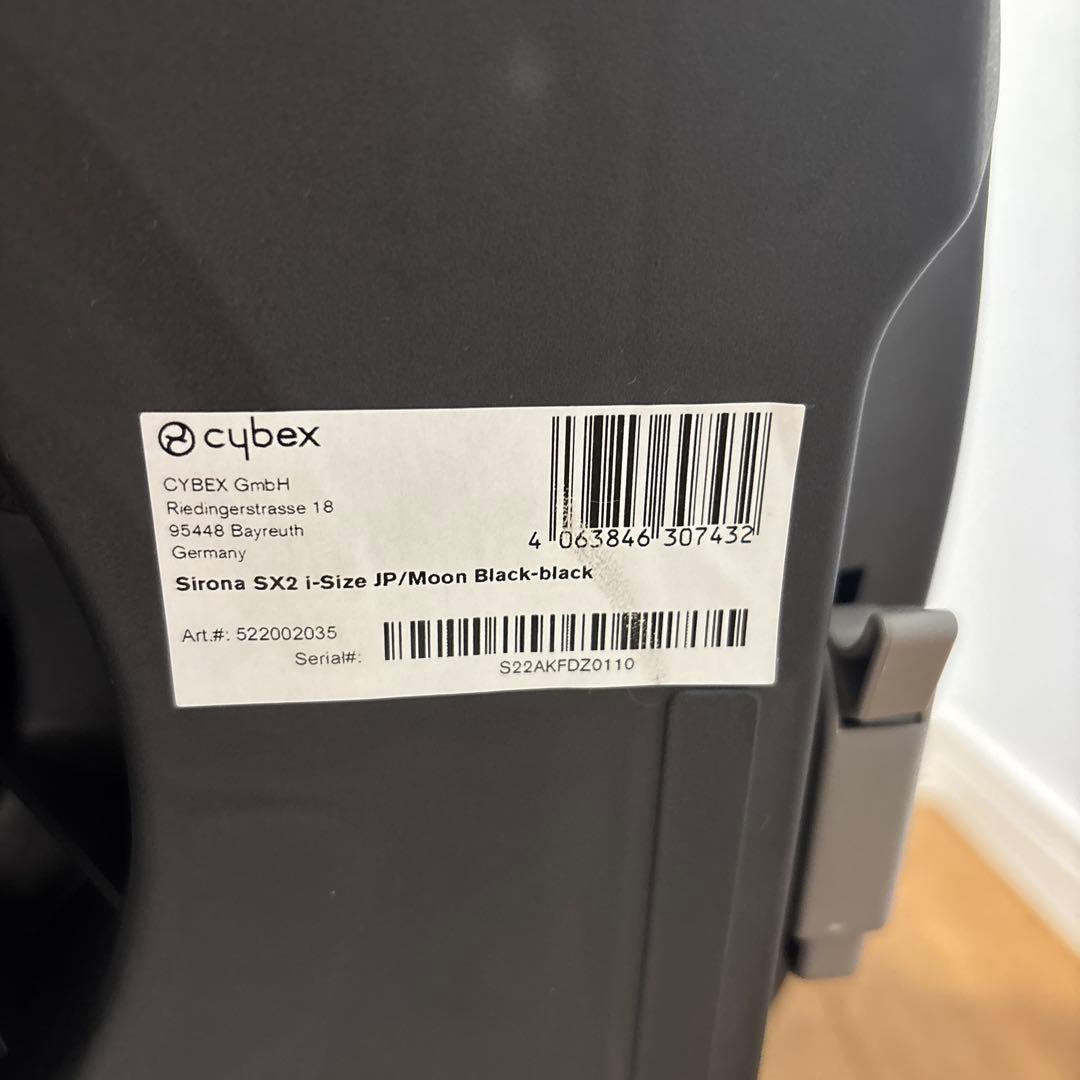 cybex
CYBEX GmbH
Riedingerstrasse 18
95448 Bayreuth
Germany
4 063846 307432
Sirona SX2 i-Size JP/Moon Black-black
Art.#: 522002035
Serial#:
S22AKFDZ0110